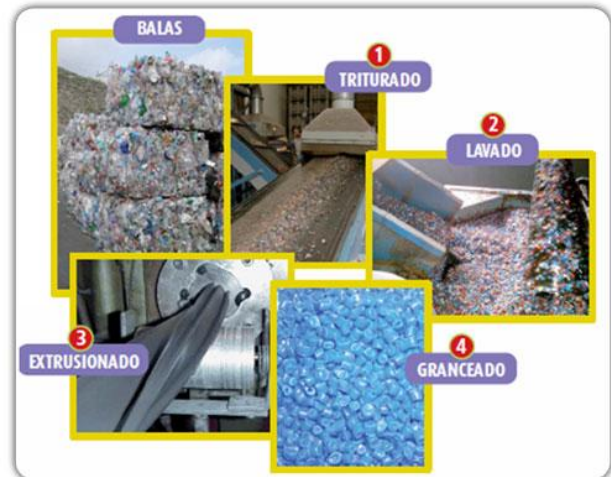 BALAS
1
TRITURADO
2
LAVADO
3
EXTRUSIONADO
4
GRANCEADO